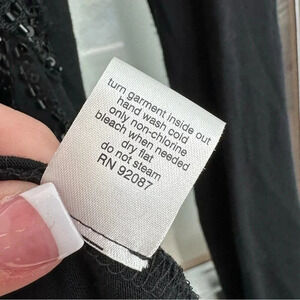 turn garment inside out
hand wash cold
only non-chlorine
bleach when needed
dry flat
do not steam
RN 92087